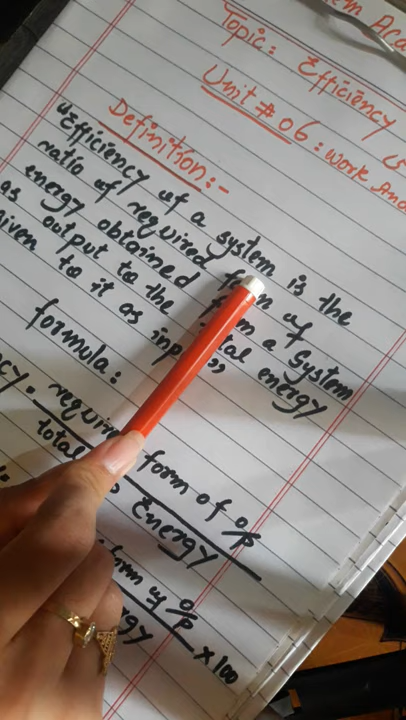 Topic: Efficiency
Unit # 06: Work And
Definition:-
"Efficiency of a system is the
ratio of required form of
energy obtained from a System
as output to the total energy
given to it as input"
formula:
required form of o/p
total Energy
form of o/p × 100